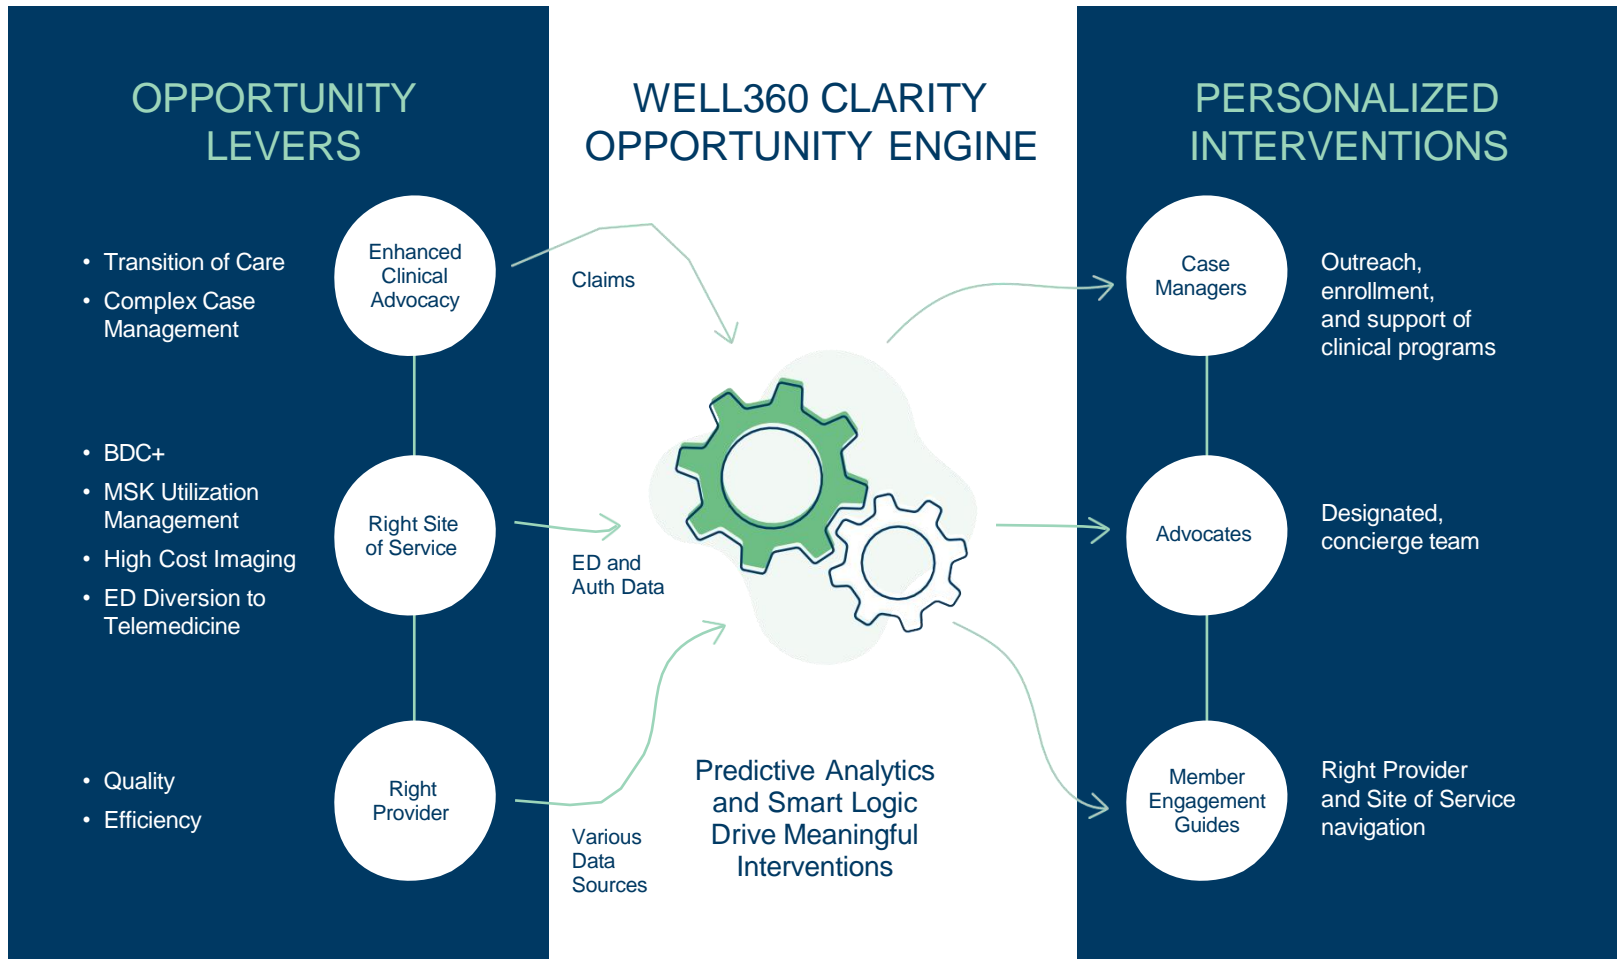 OPPORTUNITY
LEVERS
• Transition of Care
• Complex Case
Management
Enhanced
Clinical
Advocacy
• BDC+
• MSK Utilization
Management
• High Cost Imaging
• ED Diversion to
Telemedicine
Right Site
of Service
• Quality
• Efficiency
Right
Provider
WELL360 CLARITY
OPPORTUNITY ENGINE
Claims
ED and
Auth Data
Various
Data
Sources
Predictive Analytics
and Smart Logic
Drive Meaningful
Interventions
PERSONALIZED
INTERVENTIONS
Case
Managers
Outreach,
enrollment,
and support of
clinical programs
Advocates
Designated,
concierge team
Member
Engagement
Guides
Right Provider
and Site of Service
navigation